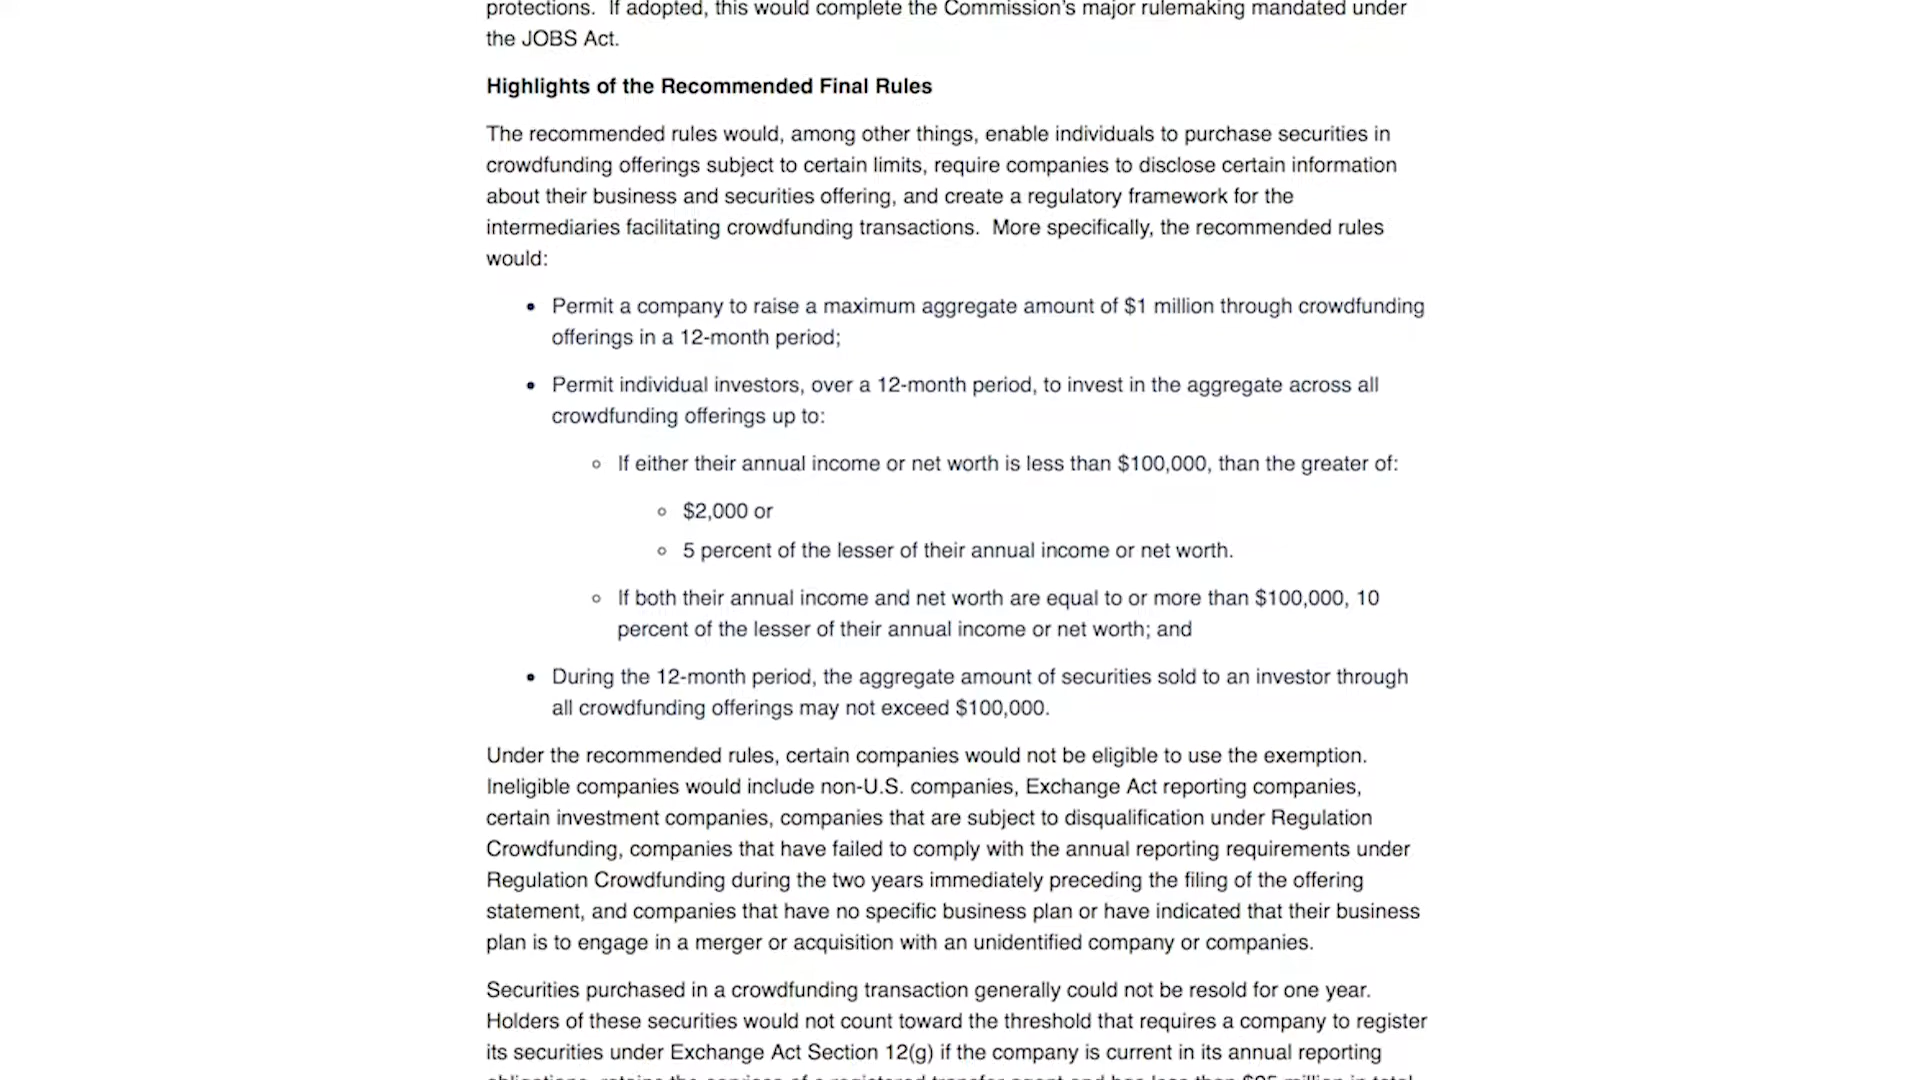 protections.  If adopted, this would complete the Commission's major rulemaking mandated under
the JOBS Act.
Highlights of the Recommended Final Rules
The recommended rules would, among other things, enable individuals to purchase securities in
crowdfunding offerings subject to certain limits, require companies to disclose certain information
about their business and securities offering, and create a regulatory framework for the
intermediaries facilitating crowdfunding transactions.  More specifically, the recommended rules
would:
• Permit a company to raise a maximum aggregate amount of $1 million through crowdfunding
offerings in a 12-month period;
• Permit individual investors, over a 12-month period, to invest in the aggregate across all
crowdfunding offerings up to:
◦ If either their annual income or net worth is less than $100,000, than the greater of:
◦ $2,000 or
◦ 5 percent of the lesser of their annual income or net worth.
◦ If both their annual income and net worth are equal to or more than $100,000, 10
percent of the lesser of their annual income or net worth; and
• During the 12-month period, the aggregate amount of securities sold to an investor through
all crowdfunding offerings may not exceed $100,000.
Under the recommended rules, certain companies would not be eligible to use the exemption.
Ineligible companies would include non-U.S. companies, Exchange Act reporting companies,
certain investment companies, companies that are subject to disqualification under Regulation
Crowdfunding, companies that have failed to comply with the annual reporting requirements under
Regulation Crowdfunding during the two years immediately preceding the filing of the offering
statement, and companies that have no specific business plan or have indicated that their business
plan is to engage in a merger or acquisition with an unidentified company or companies.
Securities purchased in a crowdfunding transaction generally could not be resold for one year.
Holders of these securities would not count toward the threshold that requires a company to register
its securities under Exchange Act Section 12(g) if the company is current in its annual reporting